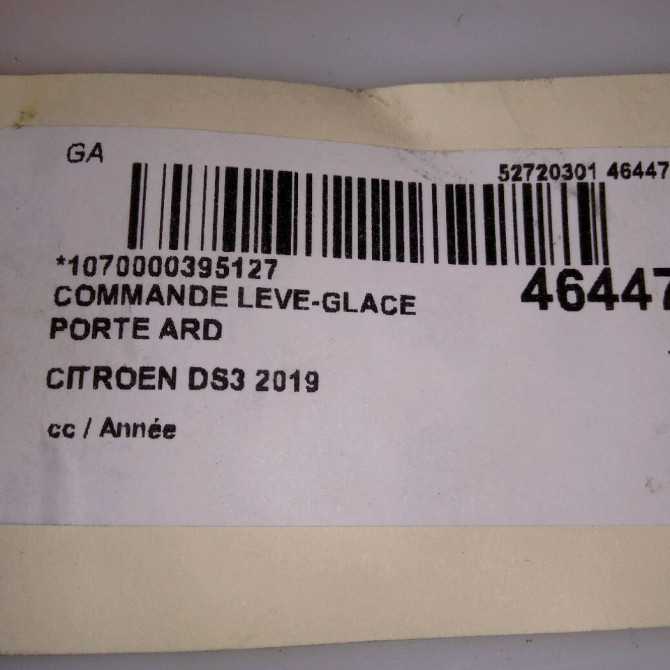 GA
52720301 46447
*1070000395127
46447
COMMANDE LEVE-GLACE
PORTE ARD
CITROEN DS3 2019
cc / Année